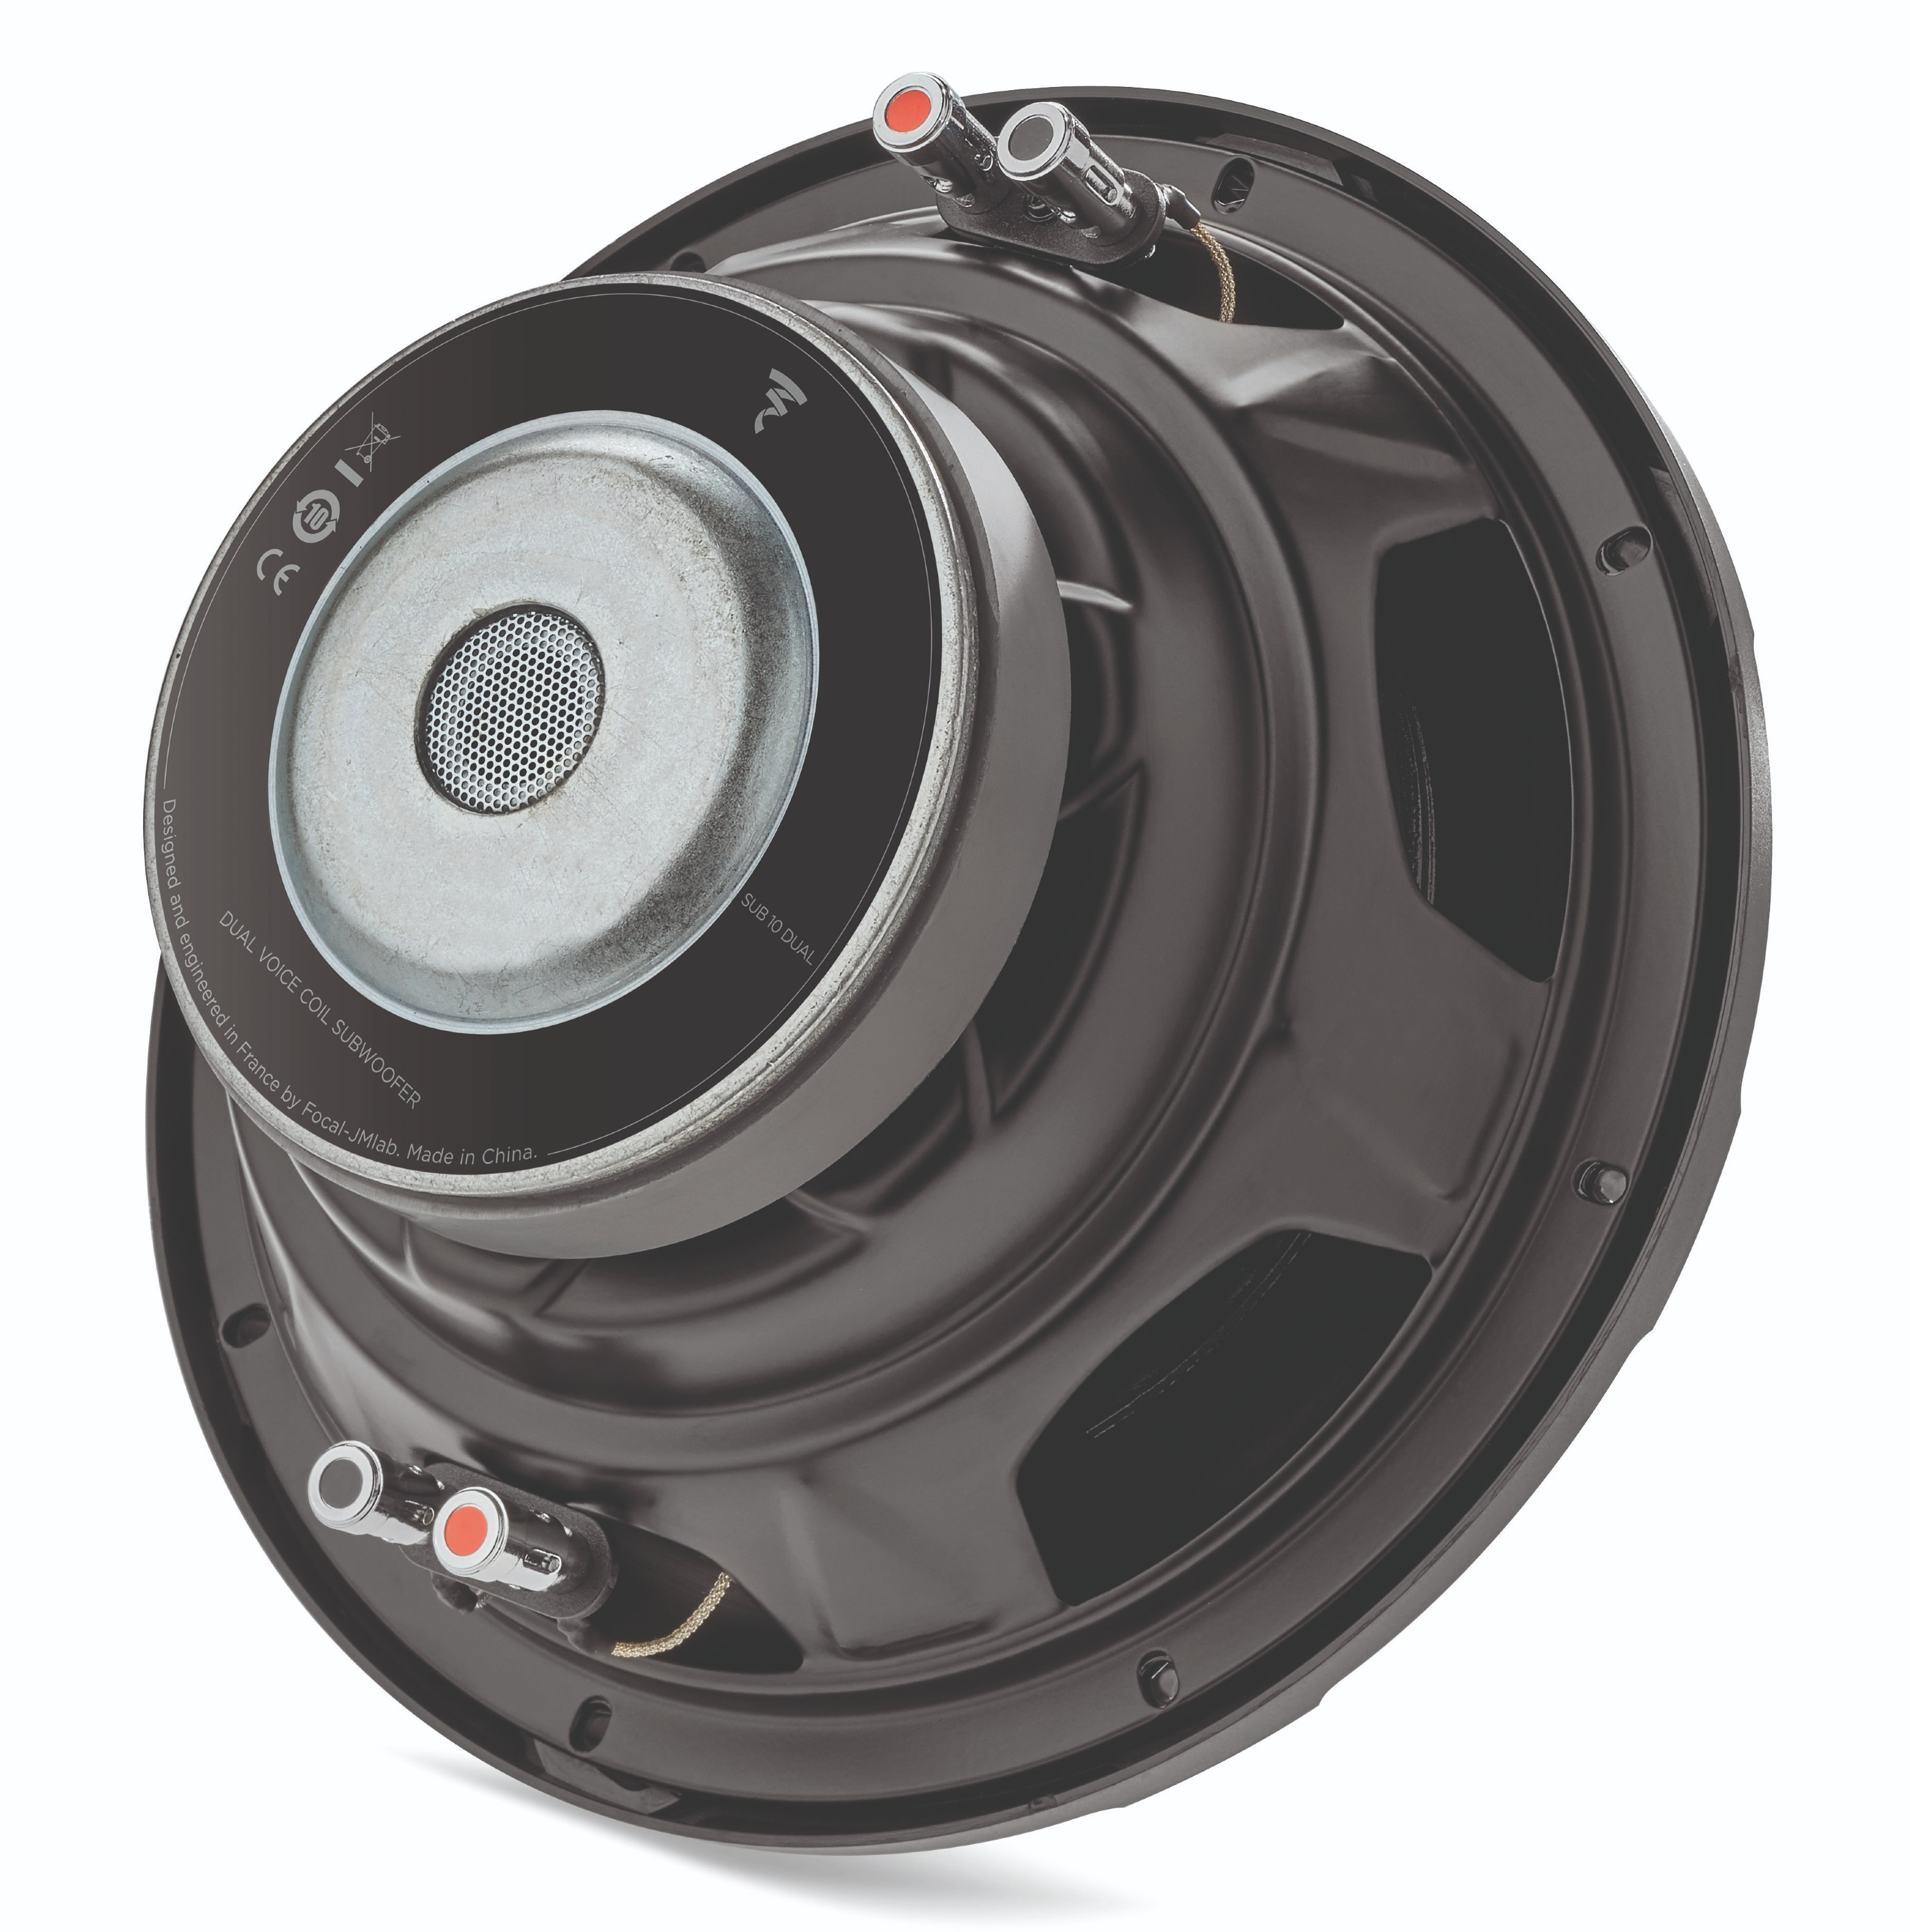 10
CE
SUB 10 DUAL
DUAL VOICE COIL SUBWOOFER
Designed and engineered in France by Focal-JMlab. Made in China.